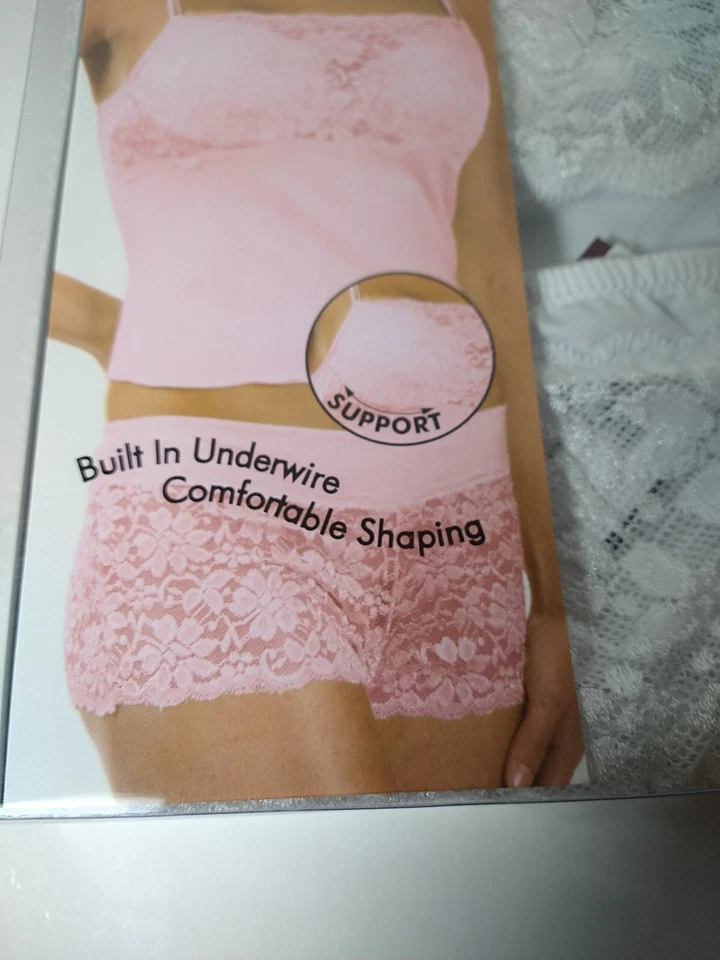 SUPPORT
Built In Underwire
Comfortable Shaping